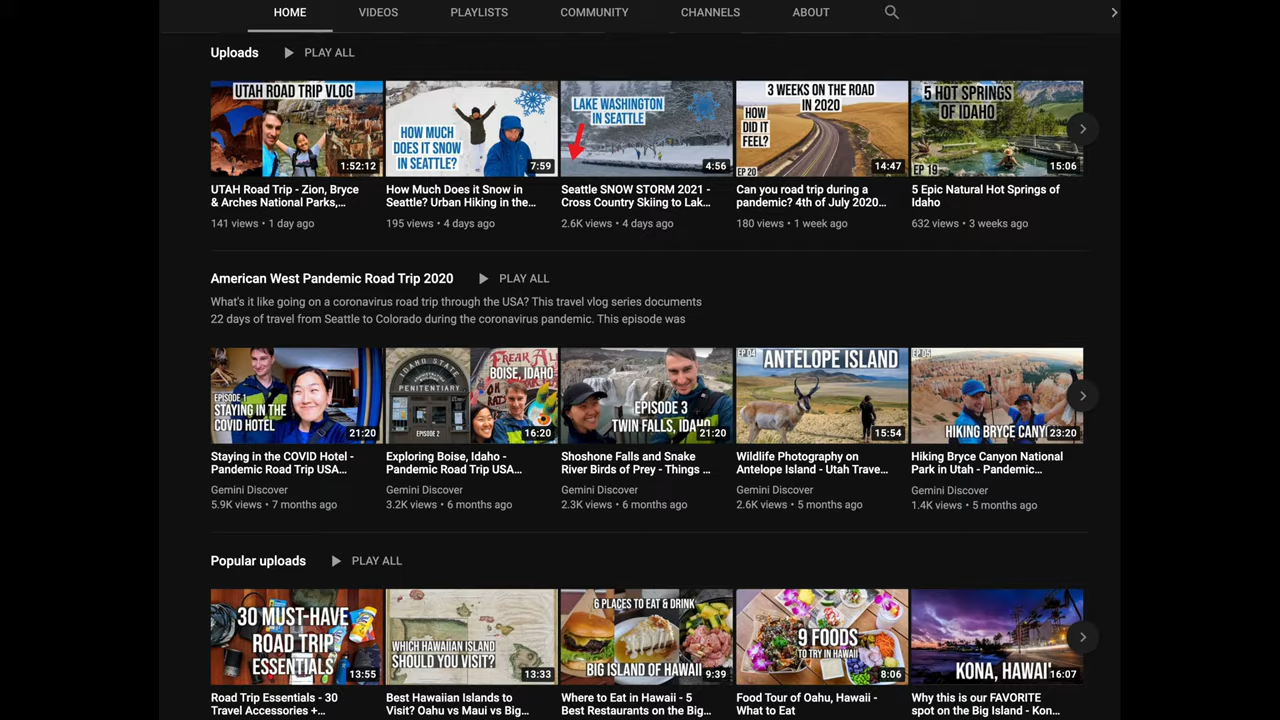 HOME VIDEOS PLAYLISTS COMMUNITY CHANNELS ABOUT
Uploads PLAY ALL
UTAH ROAD TRIP VLOG
1:52:12
UTAH Road Trip - Zion, Bryce
& Arches National Parks,...
141 views • 1 day ago
HOW MUCH
DOES IT SNOW
IN SEATTLE?
7:59
How Much Does it Snow in
Seattle? Urban Hiking in the...
195 views • 4 days ago
LAKE WASHINGTON
IN SEATTLE
4:56
Seattle SNOW STORM 2021 -
Cross Country Skiing to Lak...
2.6K views • 4 days ago
3 WEEKS ON THE ROAD
IN 2020
HOW
DID IT
FEEL?
EP 20
14:47
Can you road trip during a
pandemic? 4th of July 2020...
180 views • 1 week ago
5 HOT SPRINGS
OF IDAHO
EP 19
15:06
5 Epic Natural Hot Springs of
Idaho
632 views • 3 weeks ago
American West Pandemic Road Trip 2020 PLAY ALL
What's it like going on a coronavirus road trip through the USA? This travel vlog series documents
22 days of travel from Seattle to Colorado during the coronavirus pandemic. This episode was
EPISODE 1
STAYING IN THE
COVID HOTEL
21:20
Staying in the COVID Hotel -
Pandemic Road Trip USA...
Gemini Discover
5.9K views • 7 months ago
IDAHO STATE
PENITENTIARY
EPISODE 2
FREAK AL
BOISE, IDAHO
16:20
Exploring Boise, Idaho -
Pandemic Road Trip USA...
Gemini Discover
3.2K views • 6 months ago
EPISODE 3
TWIN FALLS, IDAHO
21:20
Shoshone Falls and Snake
River Birds of Prey - Things ...
Gemini Discover
2.3K views • 6 months ago
EP 04
ANTELOPE ISLAND
15:54
Wildlife Photography on
Antelope Island - Utah Trave...
Gemini Discover
2.6K views • 5 months ago
EP 05
HIKING BRYCE CANY
23:20
Hiking Bryce Canyon National
Park in Utah - Pandemic...
Gemini Discover
1.4K views • 5 months ago
Popular uploads PLAY ALL
30 MUST-HAVE
ROAD TRIP
ESSENTIALS
13:55
Road Trip Essentials - 30
Travel Accessories +...
WHICH HAWAIIAN ISLAND
SHOULD YOU VISIT?
13:33
Best Hawaiian Islands to
Visit? Oahu vs Maui vs Big...
6 PLACES TO EAT & DRINK
BIG ISLAND OF HAWAII
9:39
Where to Eat in Hawaii - 5
Best Restaurants on the Big...
9 FOODS
TO TRY IN HAWAII
8:06
Food Tour of Oahu, Hawaii -
What to Eat
KONA, HAWAI'
16:07
Why this is our FAVORITE
spot on the Big Island - Kon...